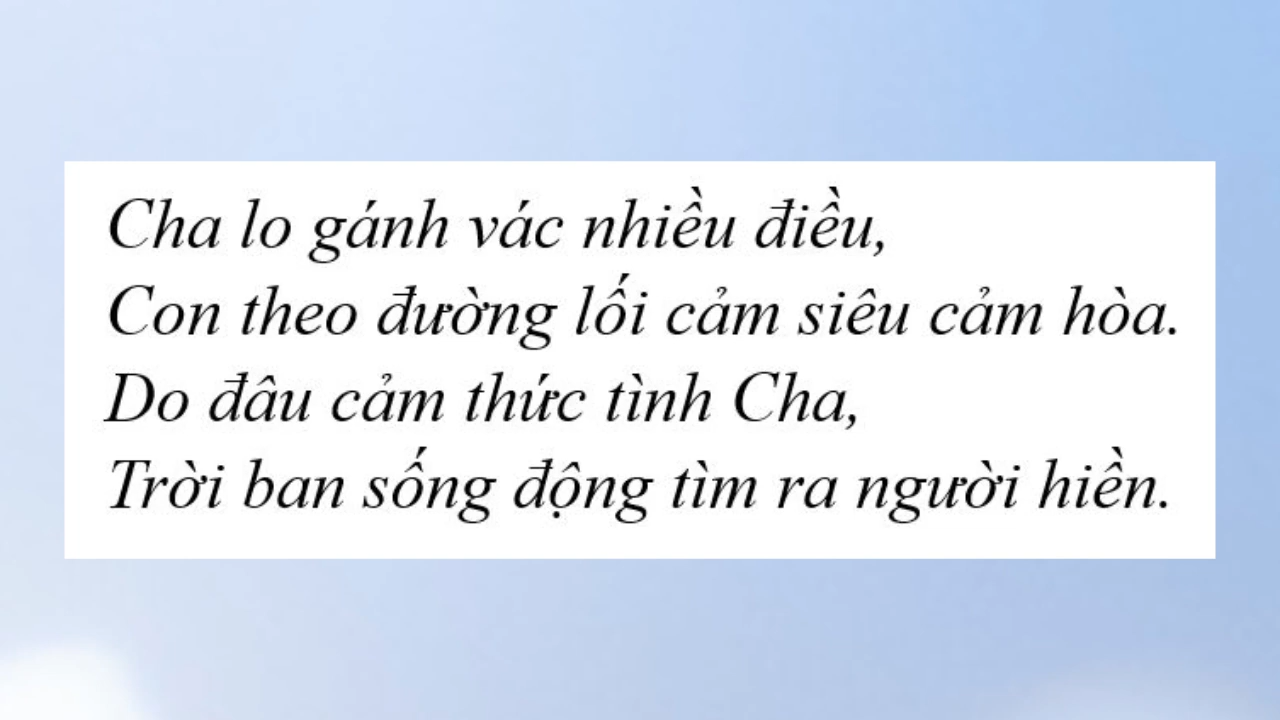 Cha lo gánh vác nhiều điều,
Con theo đường lối cảm siêu cảm hòa.
Do đâu cảm thức tình Cha,
Trời ban sống động tìm ra người hiền.